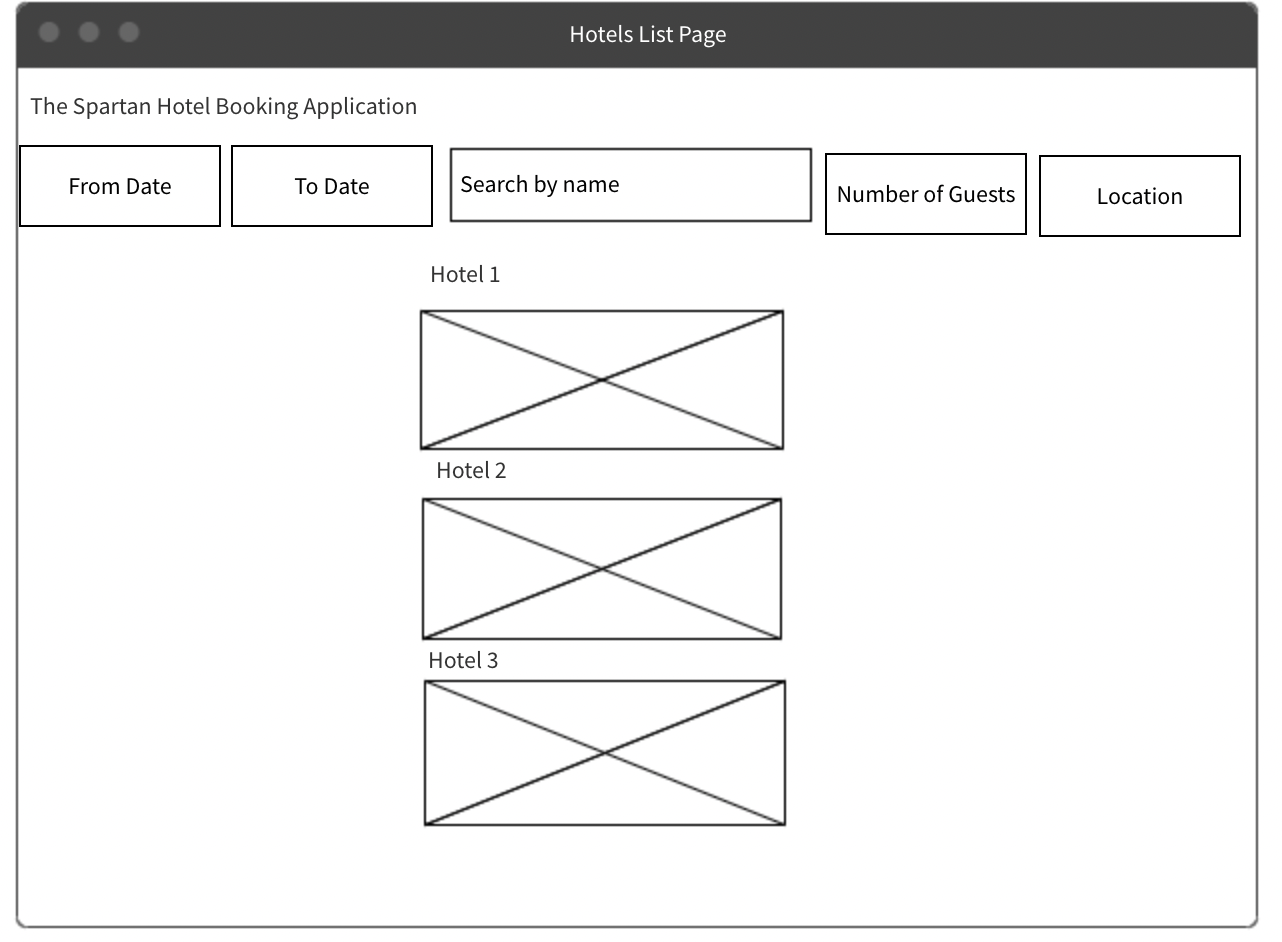 Hotels List Page
The Spartan Hotel Booking Application
From Date
To Date
Search by name
Number of Guests
Location
Hotel 1
Hotel 2
Hotel 3